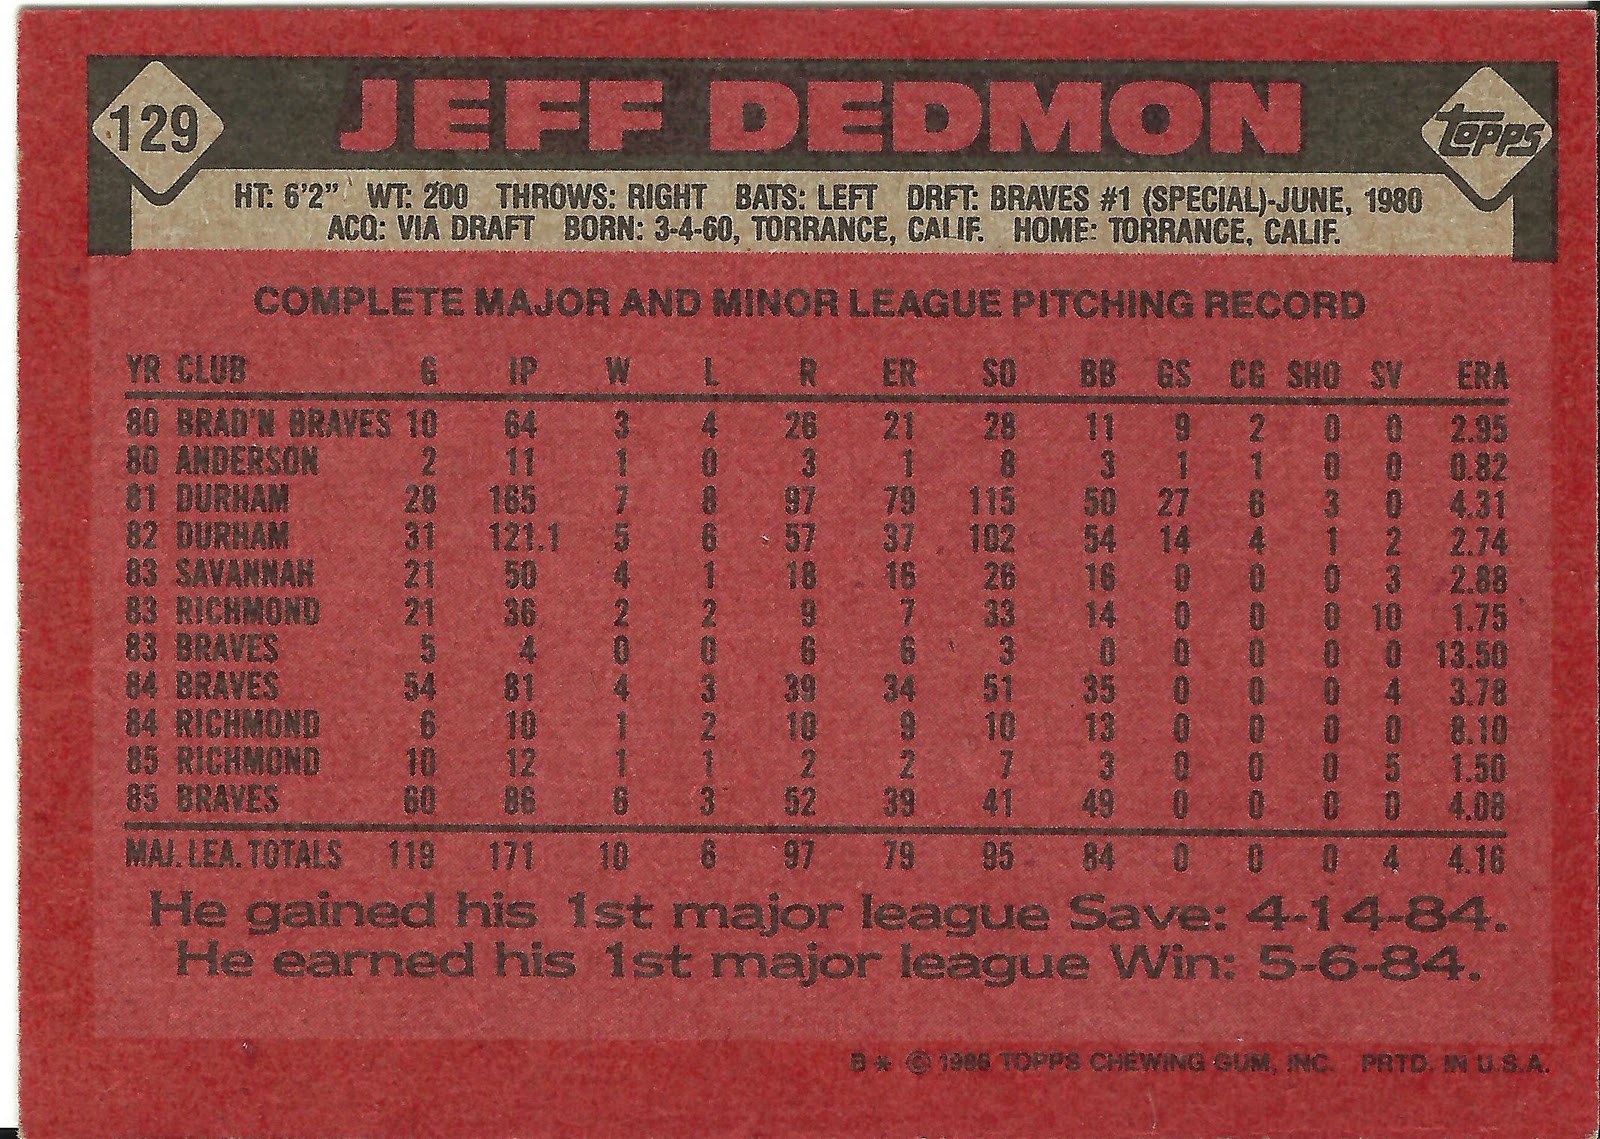 129 JEFF DEDMON topps
HT: 6'2" WT: 200 THROWS: RIGHT BATS: LEFT DRFT: BRAVES #1 (SPECIAL)-JUNE, 1980
ACQ: VIA DRAFT BORN: 3-4-60, TORRANCE, CALIF. HOME: TORRANCE, CALIF.
COMPLETE MAJOR AND MINOR LEAGUE PITCHING RECORD
YR CLUB G IP W L R ER SO BB GS CG SHO SV ERA
80 BRAD'N BRAVES 10 64 3 4 26 21 28 11 9 2 0 0 2.95
80 ANDERSON 2 11 1 0 3 1 8 3 1 1 0 0 0.82
81 DURHAM 28 165 7 8 97 79 115 50 27 6 3 0 4.31
82 DURHAM 31 121.1 5 6 57 37 102 54 14 4 1 2 2.74
83 SAVANNAH 21 50 4 1 18 16 26 16 0 0 0 3 2.88
83 RICHMOND 21 36 2 2 9 7 33 14 0 0 0 10 1.75
83 BRAVES 5 4 0 0 6 6 3 0 0 0 0 0 13.50
84 BRAVES 54 81 4 3 39 34 51 35 0 0 0 4 3.78
84 RICHMOND 6 10 1 2 10 9 10 13 0 0 0 0 8.10
85 RICHMOND 10 12 1 1 2 2 7 3 0 0 0 5 1.50
85 BRAVES 60 86 6 3 52 39 41 49 0 0 0 0 4.08
MAJ. LEA. TOTALS 119 171 10 6 97 79 95 84 0 0 0 4 4.16
He gained his 1st major league Save: 4-14-84.
He earned his 1st major league Win: 5-6-84.
B * © 1986 TOPPS CHEWING GUM, INC. PRTD. IN U.S.A.